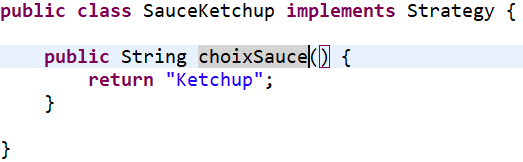 public class SauceKetchup implements Strategy {
public String choixSauce() {
return "Ketchup";
}
}